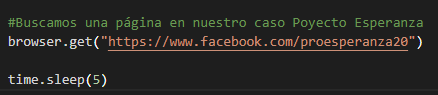 #Buscamos una página en nuestro caso Poyecto Esperanza
browser.get("https://www.facebook.com/proesperanza20")
time.sleep(5)